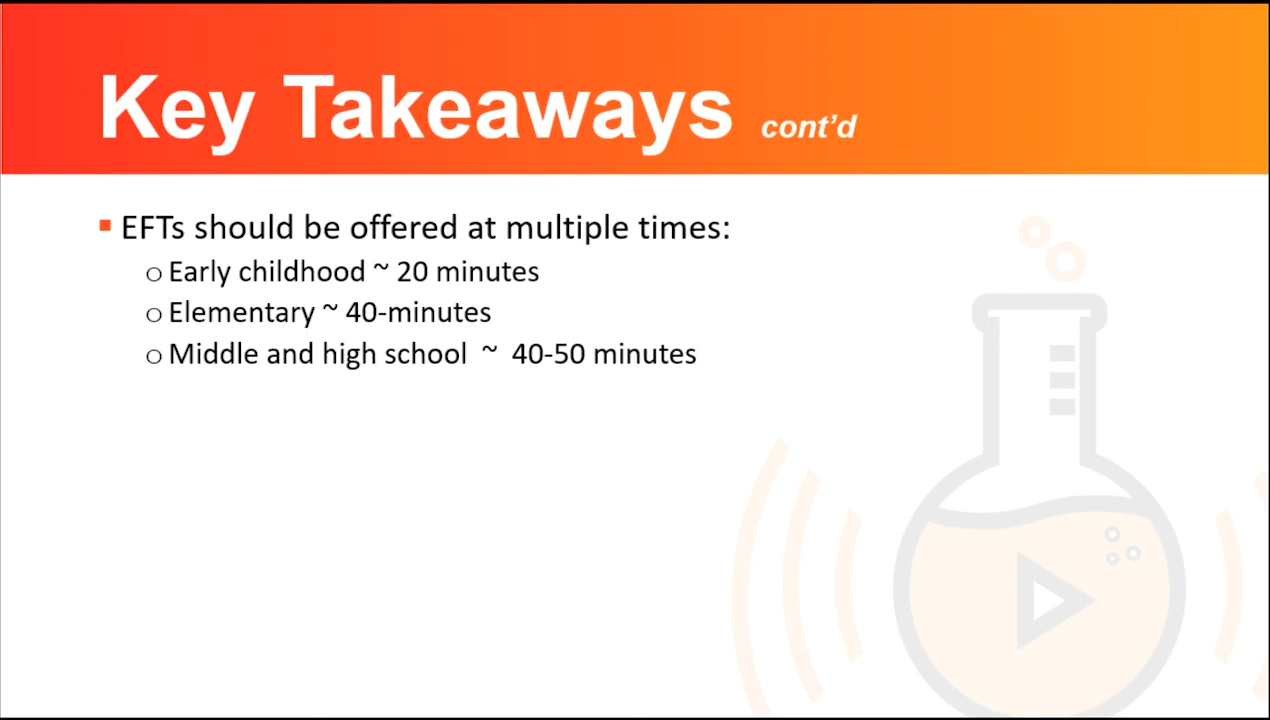 Key Takeaways cont'd
▪ EFTs should be offered at multiple times:
o Early childhood ~ 20 minutes
o Elementary ~ 40-minutes
o Middle and high school ~ 40-50 minutes